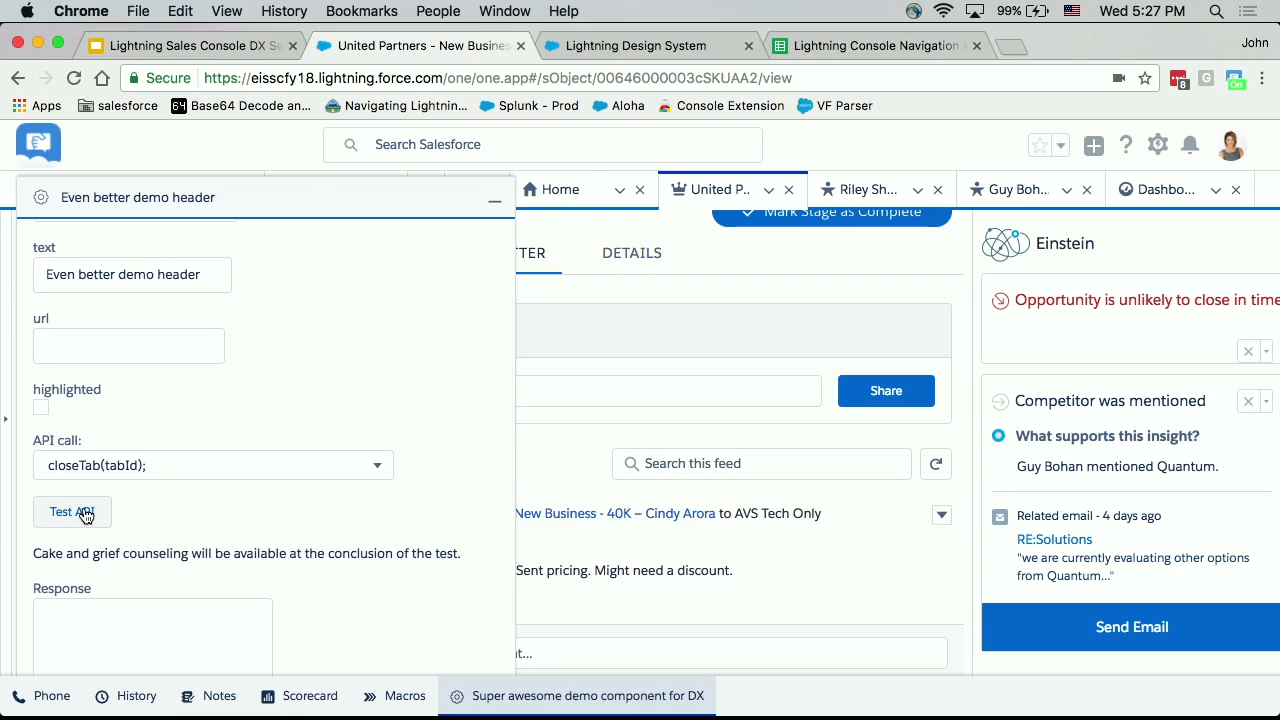 Chrome File Edit View History Bookmarks People Window Help 99% Wed 5:27 PM
Lightning Sales Console DX Se United Partners - New Busines Lightning Design System Lightning Console Navigation John
Secure https://eisscfy18.lightning.force.com/one/one.app#/sObject/00646000003cSKUAA2/view 8 G On
Apps salesforce 64 Base64 Decode an... Navigating Lightnin... Splunk - Prod Aloha Console Extension VF Parser
Search Salesforce
Even better demo header Home United P... Riley Sh... Guy Boh... Dashbo...
Mark Stage as Complete
text TTER DETAILS Einstein
Even better demo header
Opportunity is unlikely to close in time
url
highlighted
Share
Competitor was mentioned
API call: What supports this insight?
closeTab(tabId); Search this feed Guy Bohan mentioned Quantum.
Test API New Business - 40K – Cindy Arora to AVS Tech Only Related email - 4 days ago
RE:Solutions
Cake and grief counseling will be available at the conclusion of the test. "we are currently evaluating other options
Sent pricing. Might need a discount. from Quantum..."
Response
Send Email
t...
Phone History Notes Scorecard Macros Super awesome demo component for DX